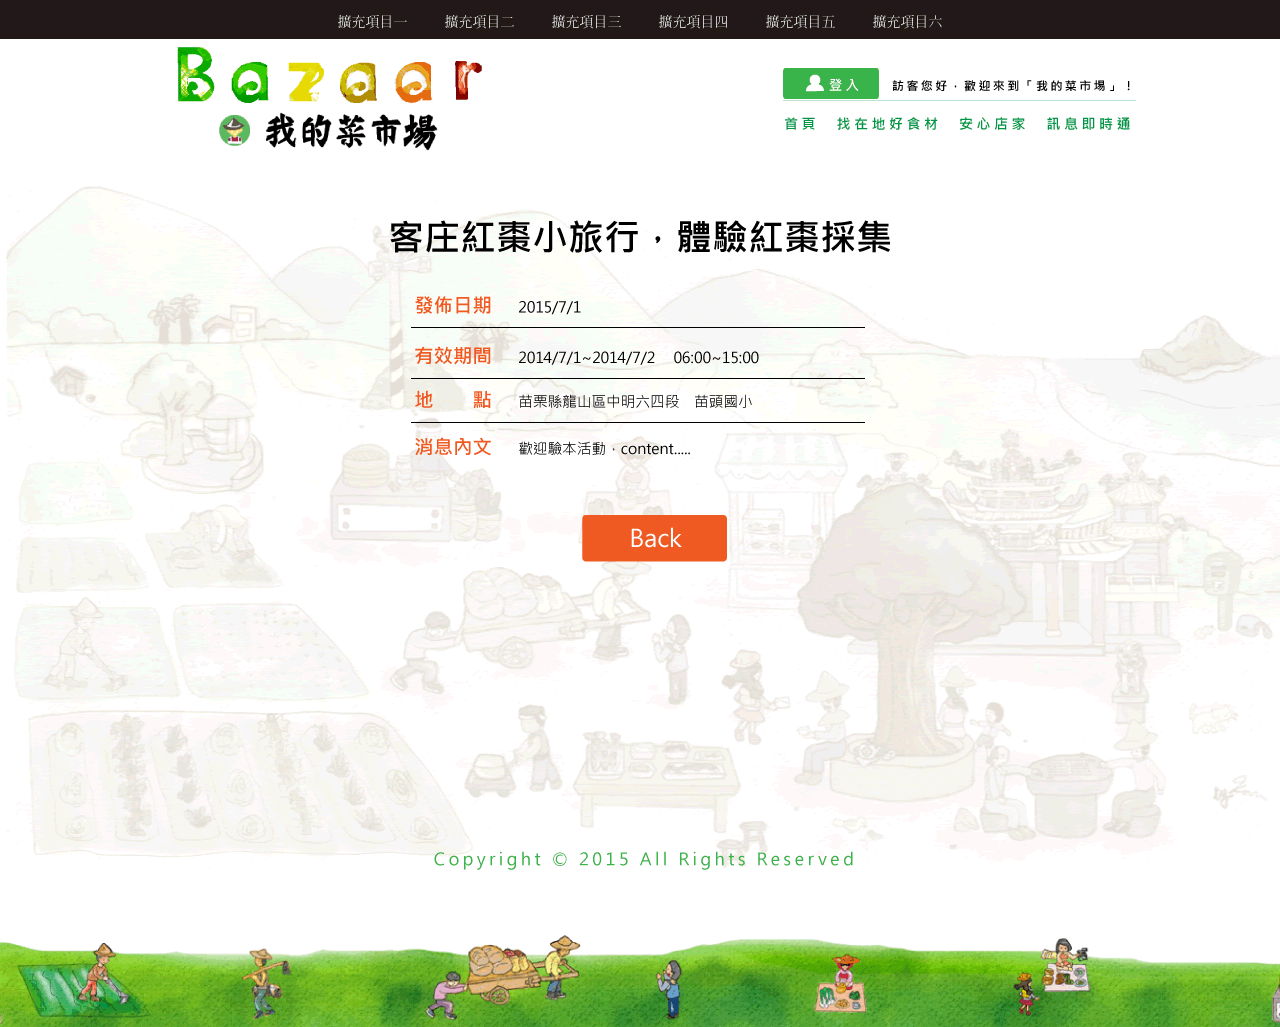 擴充項目一 擴充項目二 擴充項目三 擴充項目四 擴充項目五 擴充項目六
Bazaar
我的菜市場
登入 訪客您好，歡迎來到「我的菜市場」！
首頁 找在地好食材 安心店家 訊息即時通
客庄紅棗小旅行，體驗紅棗採集
發佈日期 2015/7/1
有效期間 2014/7/1~2014/7/2 06:00~15:00
地　點 苗栗縣龍山區中明六四段 苗頭國小
消息內文 歡迎驗本活動，content.....
Back
Copyright © 2015 All Rights Reserved